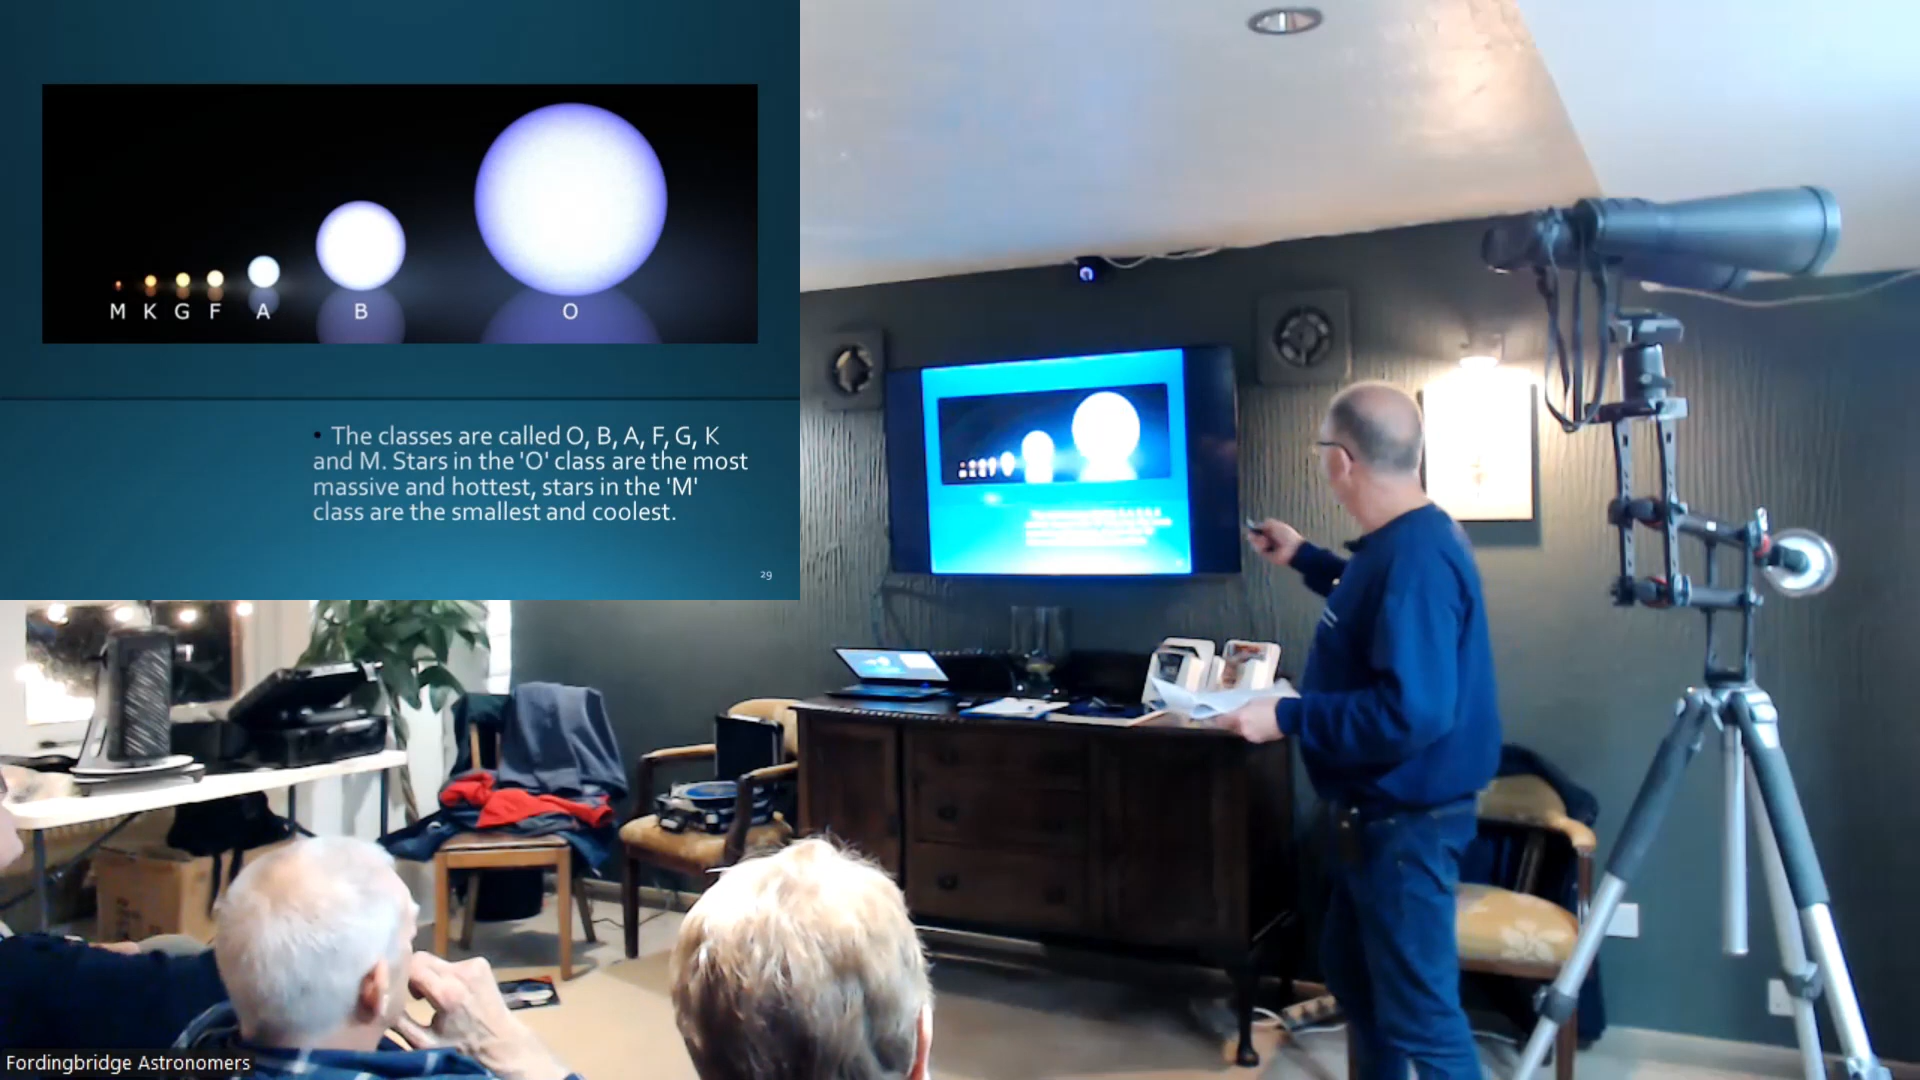 M K G F A B O
• The classes are called O, B, A, F, G, K
and M. Stars in the 'O' class are the most
massive and hottest, stars in the 'M'
class are the smallest and coolest.
29
Fordingbridge Astronomers